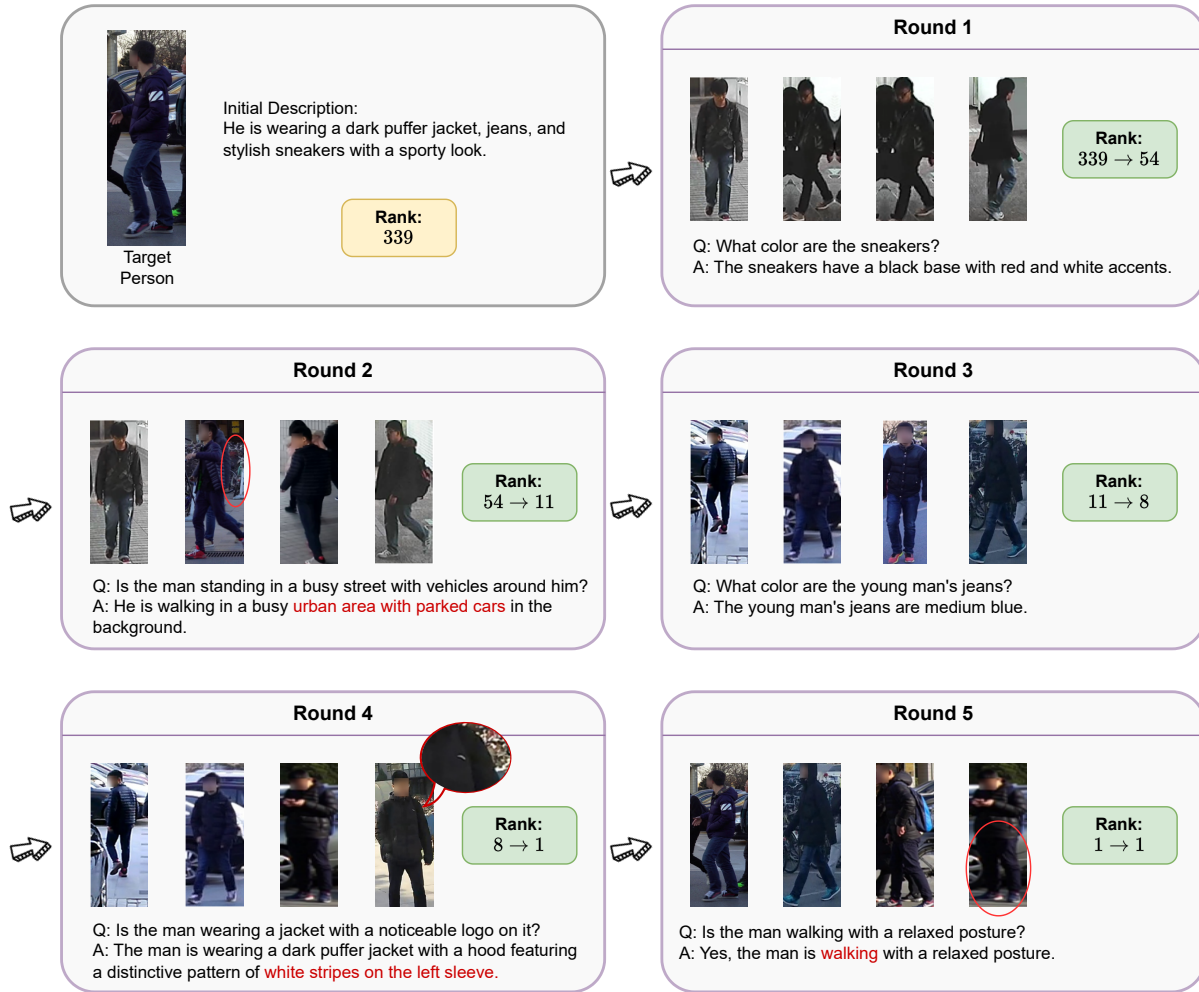 Initial Description:
He is wearing a dark puffer jacket, jeans, and
stylish sneakers with a sporty look.
Rank:
339
Target
Person
Round 1
Rank:
339 → 54
Q: What color are the sneakers?
A: The sneakers have a black base with red and white accents.
Round 2
Rank:
54 → 11
Q: Is the man standing in a busy street with vehicles around him?
A: He is walking in a busy urban area with parked cars in the
background.
Round 3
Rank:
11 → 8
Q: What color are the young man's jeans?
A: The young man's jeans are medium blue.
Round 4
Rank:
8 → 1
Q: Is the man wearing a jacket with a noticeable logo on it?
A: The man is wearing a dark puffer jacket with a hood featuring
a distinctive pattern of white stripes on the left sleeve.
Round 5
Rank:
1 → 1
Q: Is the man walking with a relaxed posture?
A: Yes, the man is walking with a relaxed posture.